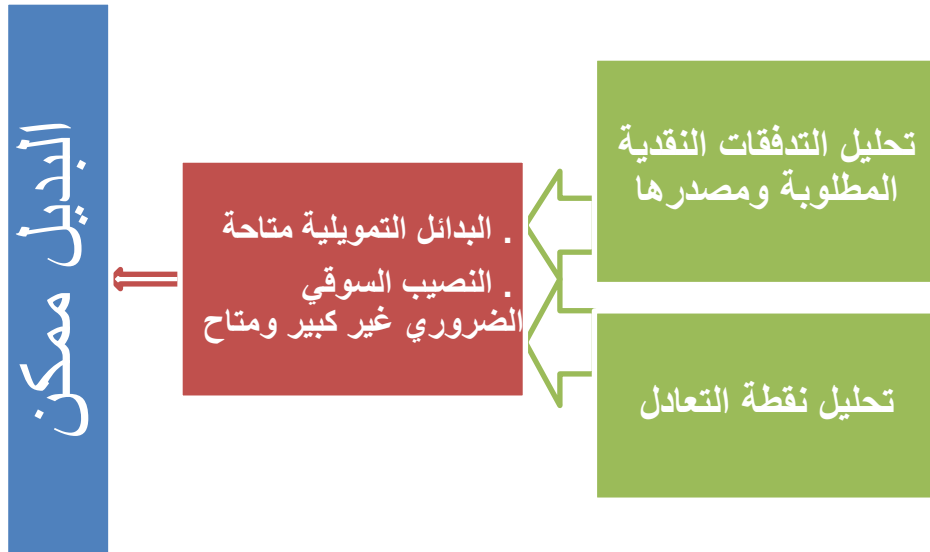 تحليل التدفقات النقدية
المطلوبة ومصدرها
تحليل نقطة التعادل
. البدائل التمويلية متاحة
. النصيب السوقي
الضروري غير كبير ومتاح
البديل ممكن